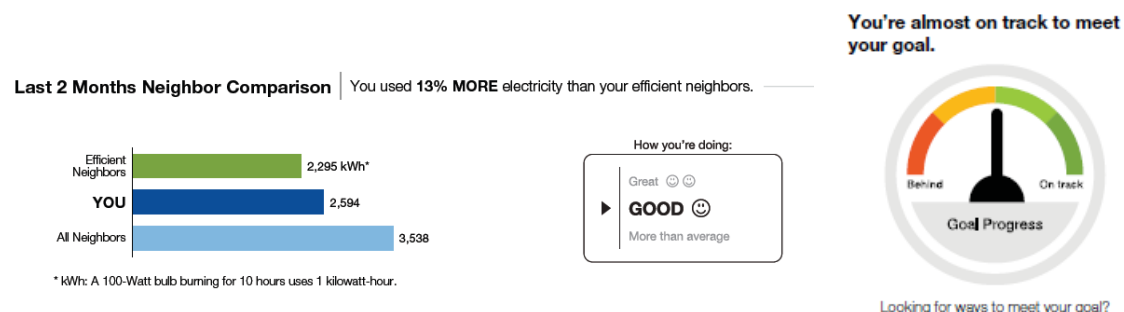 You're almost on track to meet
your goal.
Last 2 Months Neighbor Comparison
You used 13% MORE electricity than your efficient neighbors.
Efficient
Neighbors
2,295 kWh*
YOU
2,594
All Neighbors
3,538
* kWh: A 100-Watt bulb burning for 10 hours uses 1 kilowatt-hour.
How you're doing:
Great
GOOD
More than average
Behind
On track
Goal Progress
Looking for ways to meet your goal?